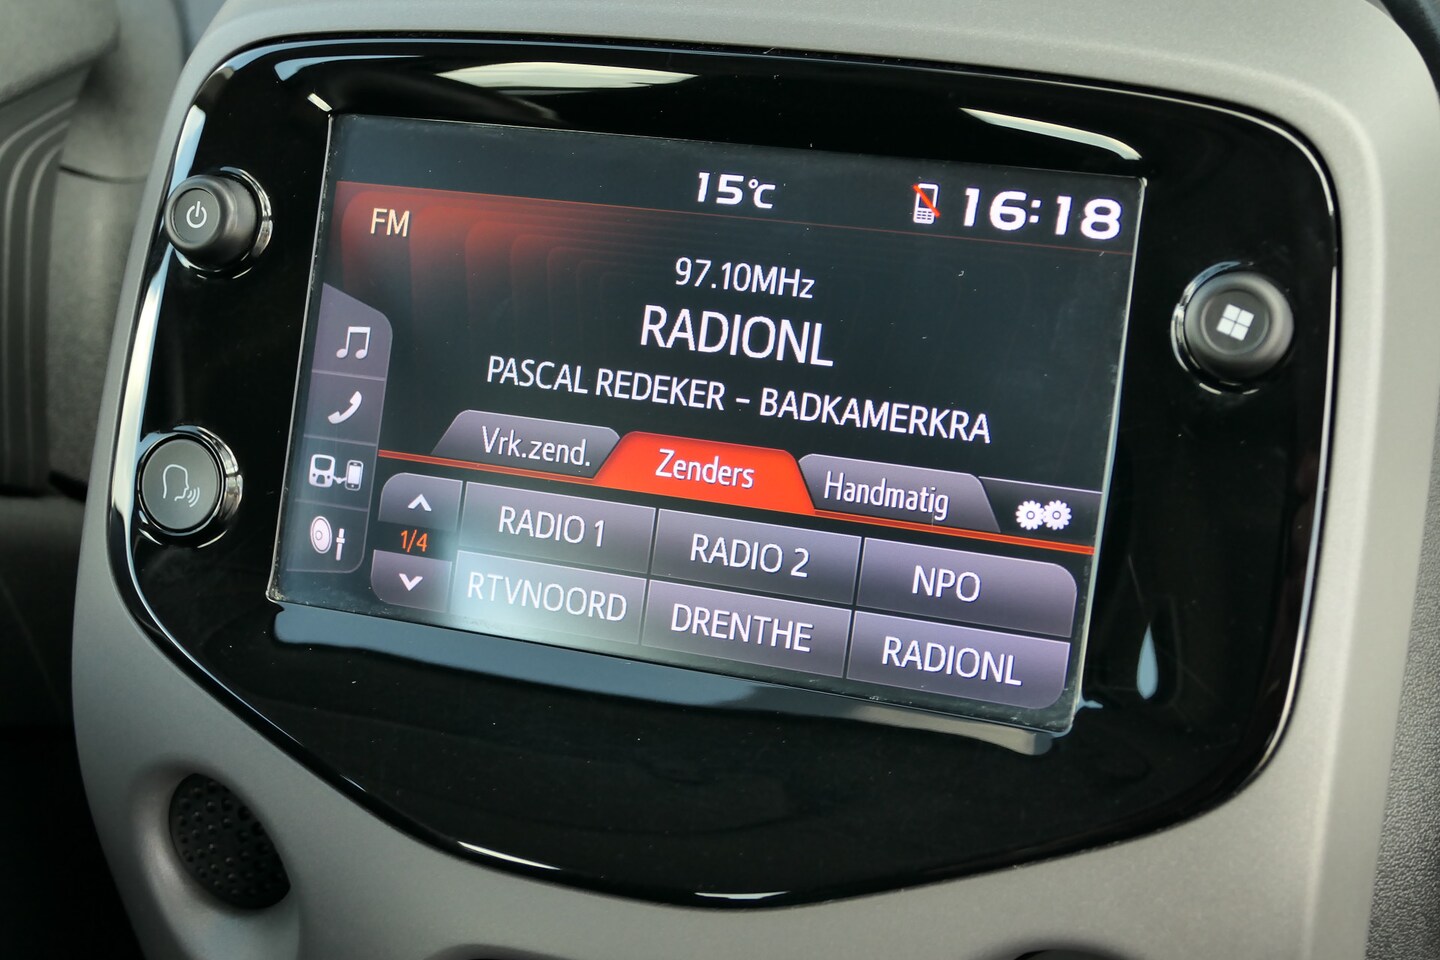 15°C
16:18
FM
97.10MHz
RADIONL
PASCAL REDEKER - BADKAMERKRA
Vrk.zend.
Zenders
Handmatig
1/4
RADIO 1
RADIO 2
NPO
RTVNOORD
DRENTHE
RADIONL